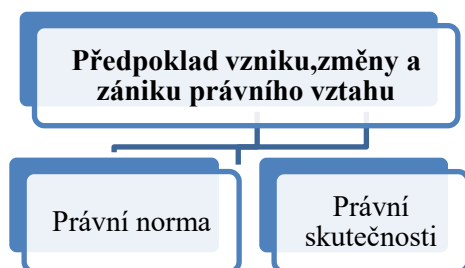 Předpoklad vzniku,změny a
zániku právního vztahu
Právní norma
Právní
skutečnosti